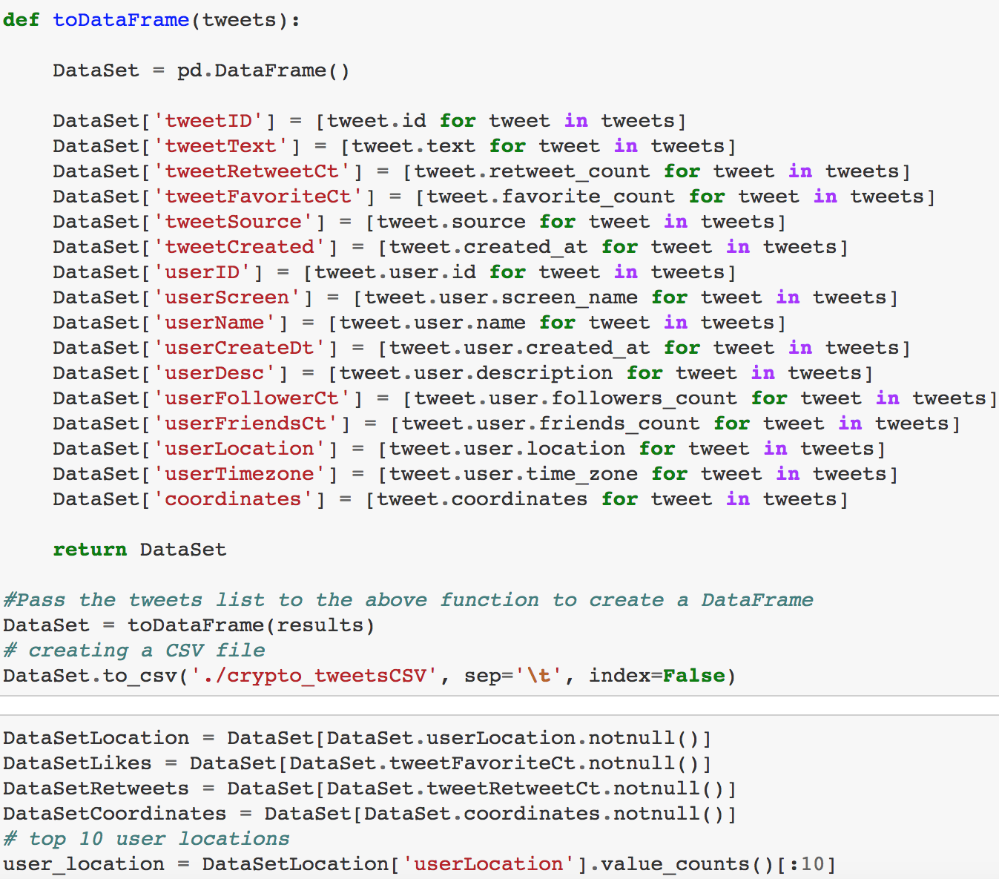 def toDataFrame(tweets):
DataSet = pd.DataFrame()
DataSet['tweetID'] = [tweet.id for tweet in tweets]
DataSet['tweetText'] = [tweet.text for tweet in tweets]
DataSet['tweetRetweetCt'] = [tweet.retweet_count for tweet in tweets]
DataSet['tweetFavoriteCt'] = [tweet.favorite_count for tweet in tweets]
DataSet['tweetSource'] = [tweet.source for tweet in tweets]
DataSet['tweetCreated'] = [tweet.created_at for tweet in tweets]
DataSet['userID'] = [tweet.user.id for tweet in tweets]
DataSet['userScreen'] = [tweet.user.screen_name for tweet in tweets]
DataSet['userName'] = [tweet.user.name for tweet in tweets]
DataSet['userCreateDt'] = [tweet.user.created_at for tweet in tweets]
DataSet['userDesc'] = [tweet.user.description for tweet in tweets]
DataSet['userFollowerCt'] = [tweet.user.followers_count for tweet in tweets]
DataSet['userFriendsCt'] = [tweet.user.friends_count for tweet in tweets]
DataSet['userLocation'] = [tweet.user.location for tweet in tweets]
DataSet['userTimezone'] = [tweet.user.time_zone for tweet in tweets]
DataSet['coordinates'] = [tweet.coordinates for tweet in tweets]
return DataSet
#Pass the tweets list to the above function to create a DataFrame
DataSet = toDataFrame(results)
# creating a CSV file
DataSet.to_csv('./crypto_tweetsCSV', sep='\t', index=False)
DataSetLocation = DataSet[DataSet.userLocation.notnull()]
DataSetLikes = DataSet[DataSet.tweetFavoriteCt.notnull()]
DataSetRetweets = DataSet[DataSet.tweetRetweetCt.notnull()]
DataSetCoordinates = DataSet[DataSet.coordinates.notnull()]
# top 10 user locations
user_location = DataSetLocation['userLocation'].value_counts()[:10]